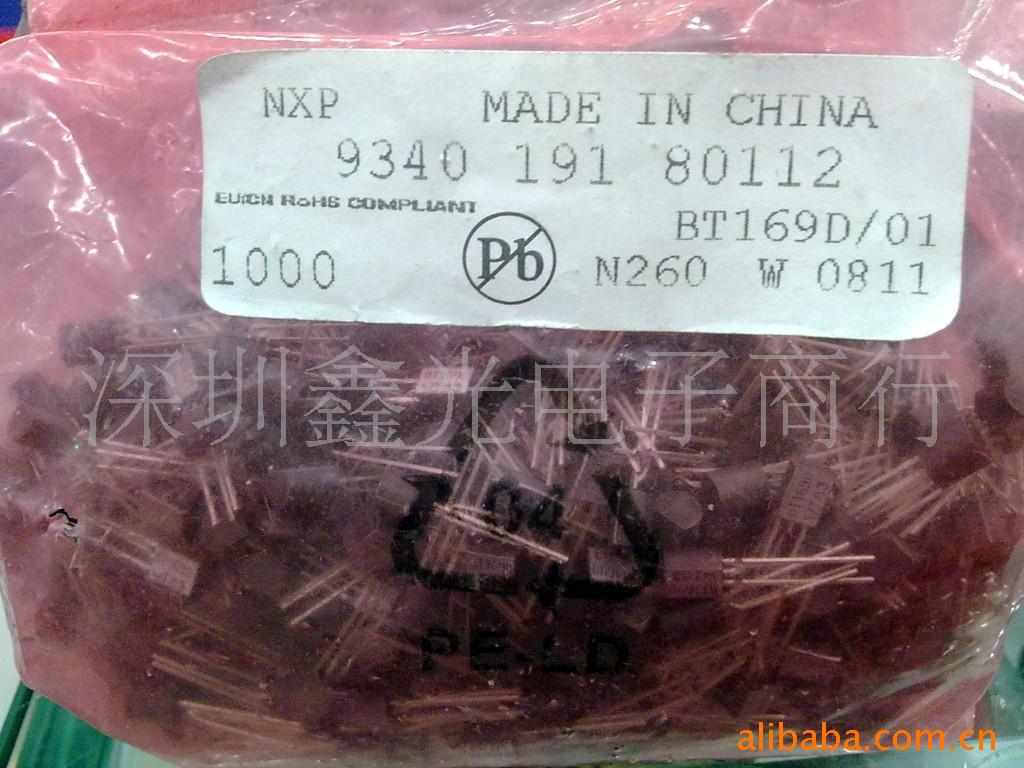 NXP MADE IN CHINA
9340 191 80112
EU/CN RoHS COMPLIANT
BT169D/01
1000 Pb N260 W 0811
深圳鑫光电子商行
04
PE-LD
alibaba.com.cn